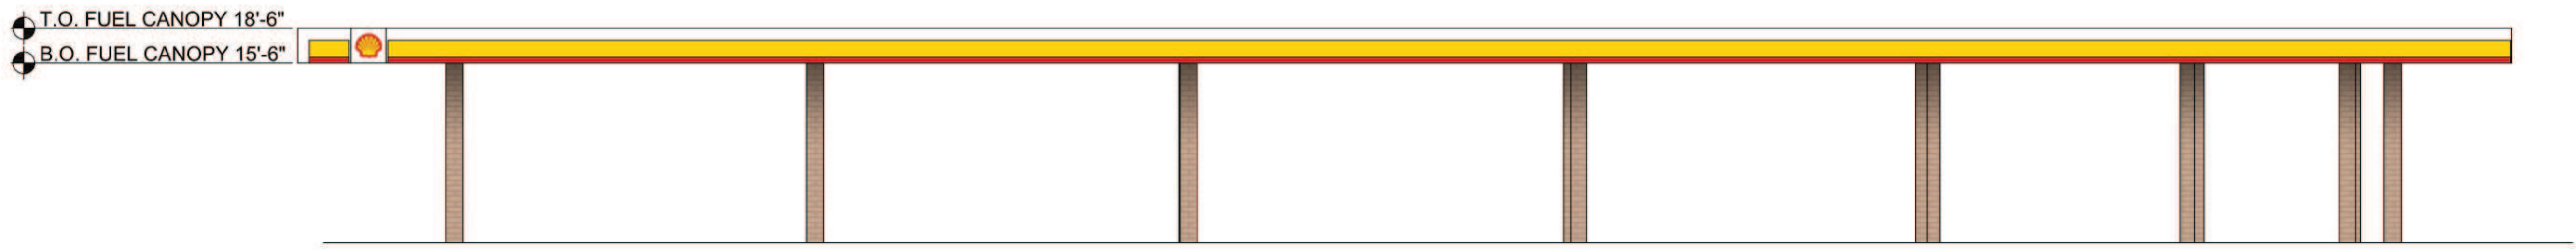 T.O. FUEL CANOPY 18'-6"
B.O. FUEL CANOPY 15'-6"